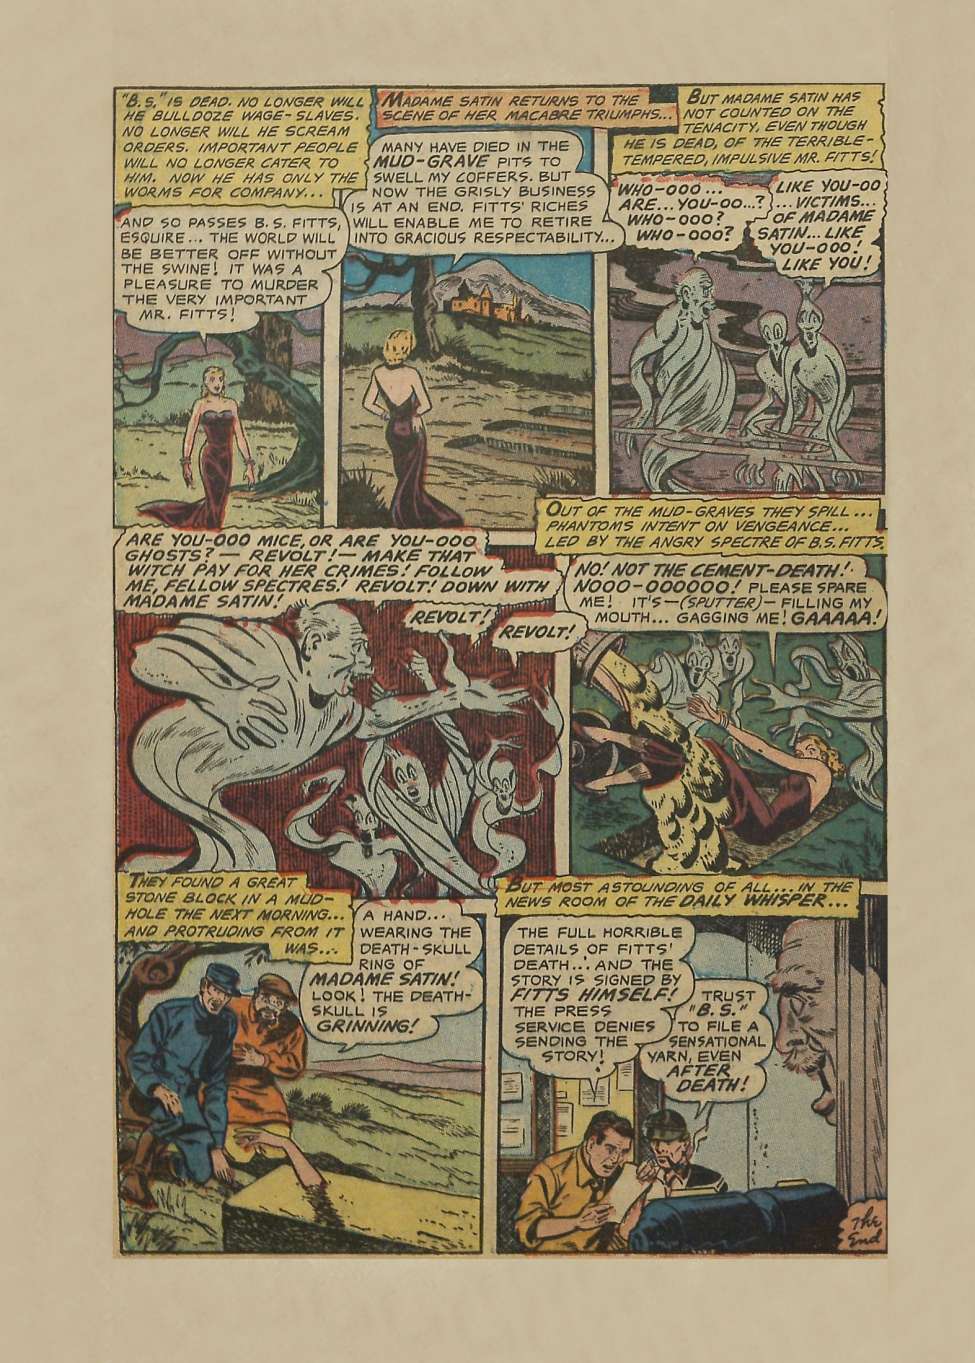 "B.S." IS DEAD. NO LONGER WILL
HE BULLDOZE WAGE-SLAVES.
NO LONGER WILL HE SCREAM
ORDERS. IMPORTANT PEOPLE
WILL NO LONGER CATER TO
HIM. NOW HE HAS ONLY THE
WORMS FOR COMPANY...
AND SO PASSES B.S. FITTS,
ESQUIRE... THE WORLD WILL
BE BETTER OFF WITHOUT
THE SWINE! IT WAS A
PLEASURE TO MURDER
THE VERY IMPORTANT
MR. FITTS!
MADAME SATIN RETURNS TO THE
SCENE OF HER MACABRE TRIUMPHS...
MANY HAVE DIED IN THE
MUD-GRAVE PITS TO
SWELL MY COFFERS. BUT
NOW THE GRISLY BUSINESS
IS AT AN END. FITTS' RICHES
WILL ENABLE ME TO RETIRE
INTO GRACIOUS RESPECTABILITY...
BUT MADAME SATIN HAS
NOT COUNTED ON THE
TENACITY, EVEN THOUGH
HE IS DEAD, OF THE TERRIBLE-
TEMPERED, IMPULSIVE MR. FITTS!
WHO-OOO...
ARE... YOU-OO...?
WHO-OOO?
WHO-OOO?
LIKE YOU-OO
...VICTIMS...
OF MADAME
SATIN... LIKE
YOU-OOO!
LIKE YOU!
ARE YOU-OOO MICE, OR ARE YOU-OOO
GHOSTS? — REVOLT! — MAKE THAT
WITCH PAY FOR HER CRIMES! FOLLOW
ME, FELLOW SPECTRES! REVOLT! DOWN WITH
MADAME SATIN!
REVOLT!
REVOLT!
OUT OF THE MUD-GRAVES THEY SPILL...
PHANTOMS INTENT ON VENGEANCE...
LED BY THE ANGRY SPECTRE OF B.S. FITTS.
NO! NOT THE CEMENT-DEATH!
NOOO-OOOOOO! PLEASE SPARE
ME! IT'S—(SPUTTER)—FILLING MY
MOUTH... GAGGING ME! GAAAAA!
THEY FOUND A GREAT
STONE BLOCK IN A MUD-
HOLE THE NEXT MORNING...
AND PROTRUDING FROM IT
WAS...
A HAND...
WEARING THE
DEATH-SKULL
RING OF
MADAME SATIN!
LOOK! THE DEATH-
SKULL IS
GRINNING!
BUT MOST ASTOUNDING OF ALL... IN THE
NEWS ROOM OF THE DAILY WHISPER...
THE FULL HORRIBLE
DETAILS OF FITTS'
DEATH... AND THE
STORY IS SIGNED BY
FITTS HIMSELF!
THE PRESS
SERVICE DENIES
SENDING THE
STORY!
TRUST
"B.S."
TO FILE A
SENSATIONAL
YARN, EVEN
AFTER
DEATH!
The
End